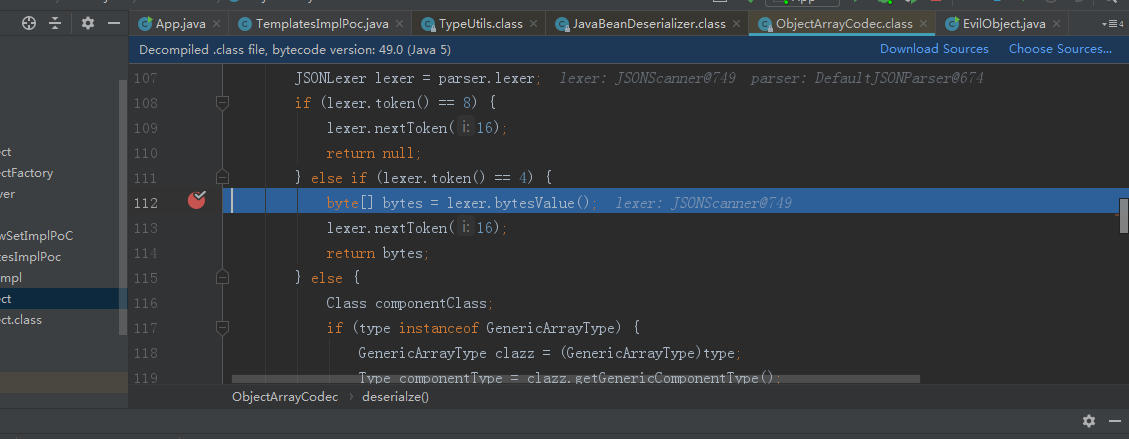 App.java × TemplatesImplPoc.java × TypeUtils.class × JavaBeanDeserializer.class × ObjectArrayCodec.class × EvilObject.java × 4
Decompiled .class file, bytecode version: 49.0 (Java 5) Download Sources Choose Sources...
107 JSONLexer lexer = parser.lexer; lexer: JSONScanner@749 parser: DefaultJSONParser@674
108 if (lexer.token() == 8) {
109 lexer.nextToken( i: 16);
110 return null;
111 } else if (lexer.token() == 4) {
112 byte[] bytes = lexer.bytesValue(); lexer: JSONScanner@749
113 lexer.nextToken( i: 16);
114 return bytes;
115 } else {
116 Class componentClass;
117 if (type instanceof GenericArrayType) {
118 GenericArrayType clazz = (GenericArrayType)type;
119 Type componentType = clazz.getGenericComponentType();
ect
ectFactory
ver
wSetImplPoC
tesImplPoc
mpl
ect
ect.class
ObjectArrayCodec › deserialze()